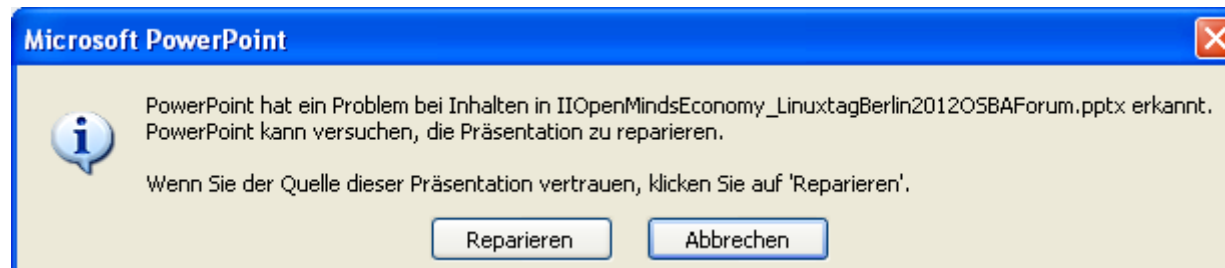 Microsoft PowerPoint
PowerPoint hat ein Problem bei Inhalten in IIOpenMindsEconomy_LinuxtagBerlin2012OSBAForum.pptx erkannt.
PowerPoint kann versuchen, die Präsentation zu reparieren.
Wenn Sie der Quelle dieser Präsentation vertrauen, klicken Sie auf 'Reparieren'.
Reparieren
Abbrechen